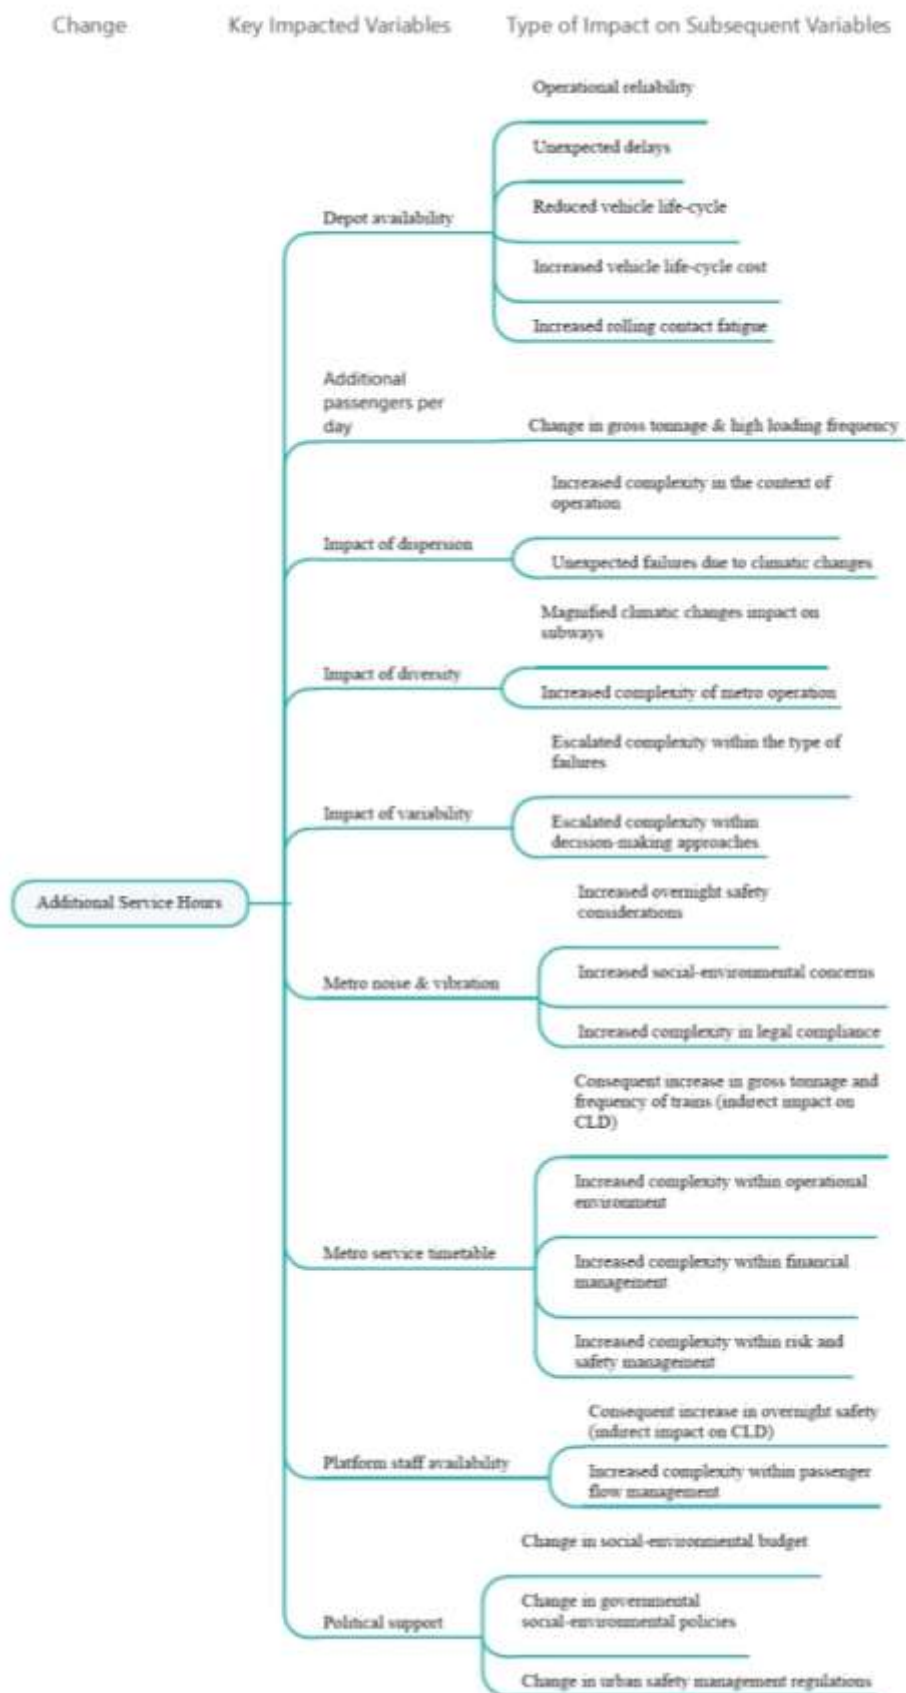 Change
Key Impacted Variables
Type of Impact on Subsequent Variables
Operational reliability
Unexpected delays
Depot availability
Reduced vehicle life-cycle
Increased vehicle life-cycle cost
Increased rolling contact fatigue
Additional
passengers per
day
Change in gross tonnage & high loading frequency
Increased complexity in the context of
operation
Impact of dispersion
Unexpected failures due to climatic changes
Magnified climatic changes impact on
subways
Impact of diversity
Increased complexity of metro operation
Escalated complexity within the type of
failures
Impact of variability
Escalated complexity within
decision-making approaches
Additional Service Hours
Increased overnight safety
considerations
Metro noise & vibration
Increased social-environmental concerns
Increased complexity in legal compliance
Consequent increase in gross tonnage and
frequency of trains (indirect impact on
CLD)
Increased complexity within operational
environment
Metro service timetable
Increased complexity within financial
management
Increased complexity within risk and
safety management
Consequent increase in overnight safety
(indirect impact on CLD)
Platform staff availability
Increased complexity within passenger
flow management
Change in social-environmental budget
Change in governmental
social-environmental policies
Political support
Change in urban safety management regulations